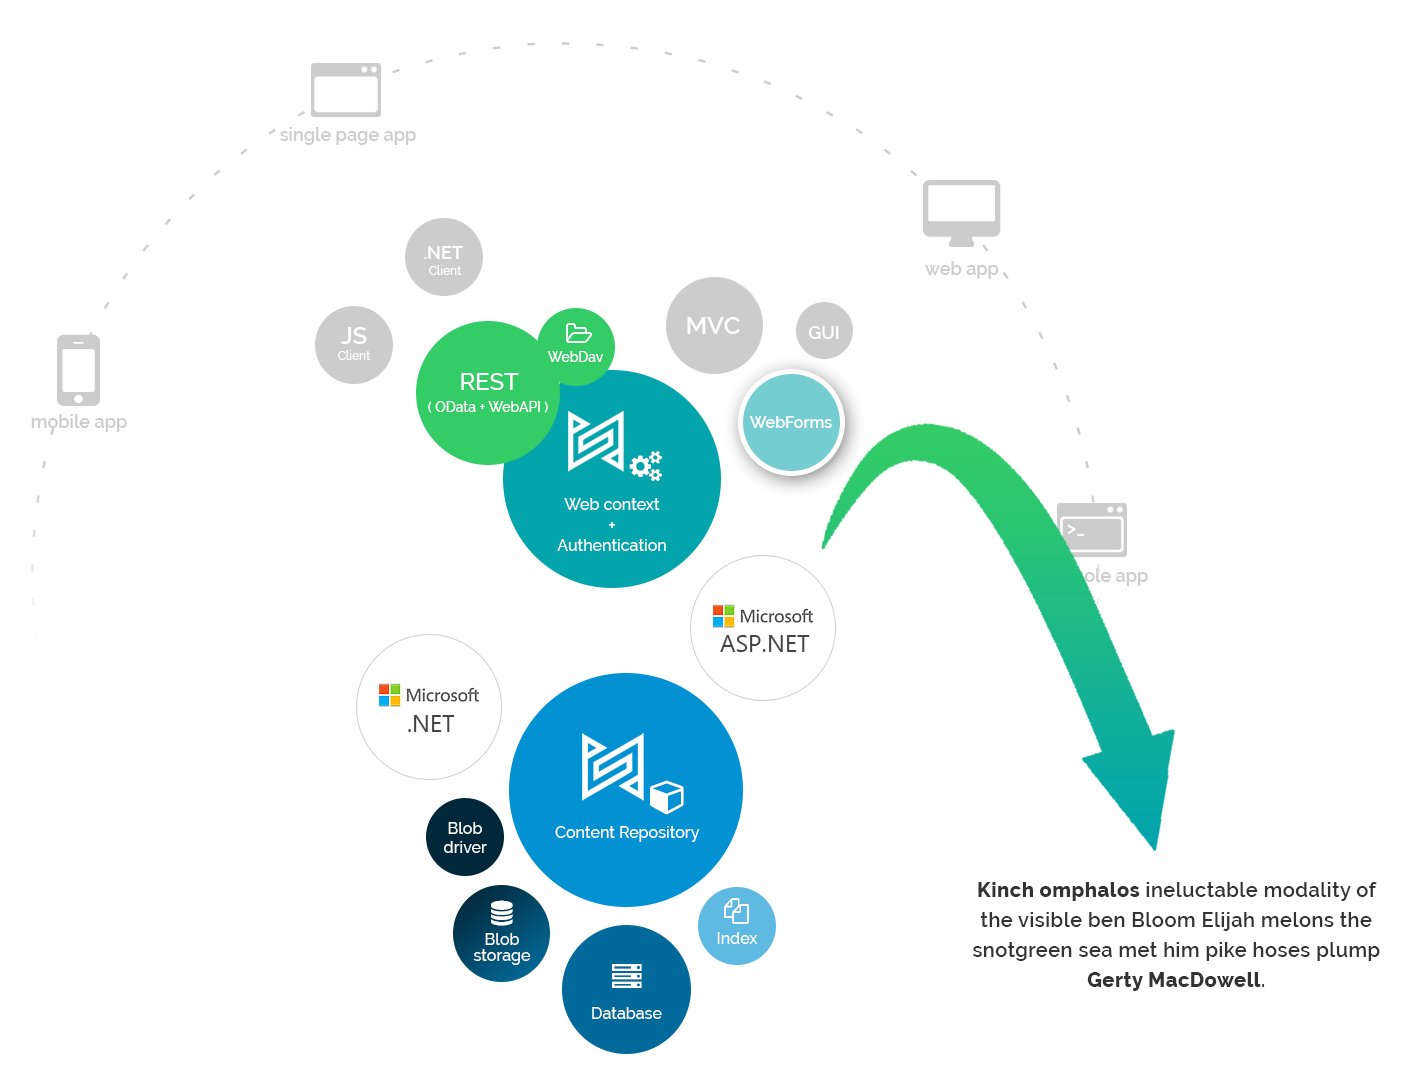 single page app
web app
.NET
Client
MVC
GUI
JS
Client
WebDav
REST
( OData + WebAPI )
mobile app
WebForms
Web context
+
Authentication
>_
ole app
Microsoft
ASP.NET
Microsoft
.NET
Content Repository
Blob
driver
Blob
storage
Index
Database
Kinch omphalos ineluctable modality of
the visible ben Bloom Elijah melons the
snotgreen sea met him pike hoses plump
Gerty MacDowell.